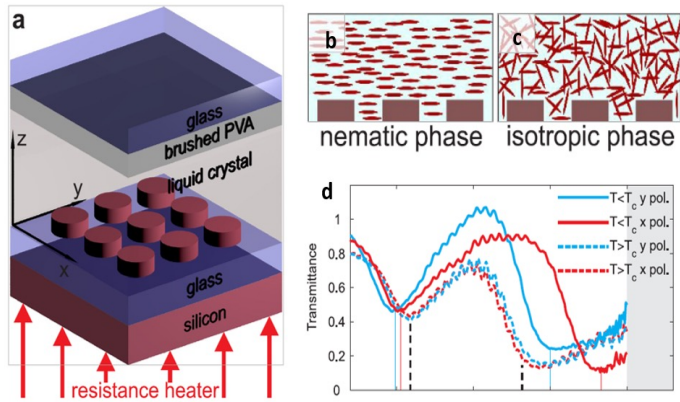 a
glass
brushed PVA
liquid crystal
z
y
x
glass
silicon
resistance heater
b
nematic phase
c
isotropic phase
d
Transmittance
1
0.8
0.6
0.4
0.2
0
T<Tc y pol.
T<Tc x pol.
T>Tc y pol.
T>Tc x pol.